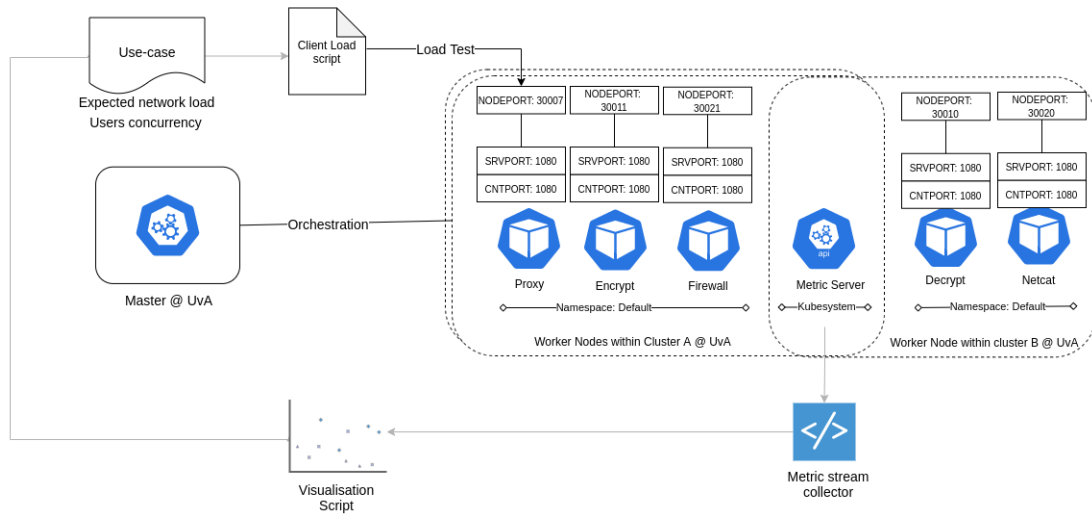 Use-case
Expected network load
Users concurrency
Client Load
script
Load Test
NODEPORT: 30007
NODEPORT:
30011
NODEPORT:
30021
NODEPORT:
30010
NODEPORT:
30020
SRVPORT: 1080
CNTPORT: 1080
SRVPORT: 1080
CNTPORT: 1080
SRVPORT: 1080
CNTPORT: 1080
SRVPORT: 1080
CNTPORT: 1080
SRVPORT: 1080
CNTPORT: 1080
Master @ UvA
Orchestration
Proxy
Encrypt
Firewall
api
Metric Server
Decrypt
Netcat
Namespace: Default
Kubesystem
Namespace: Default
Worker Nodes within Cluster A @ UvA
Worker Node within cluster B @ UvA
Metric stream
collector
Visualisation
Script